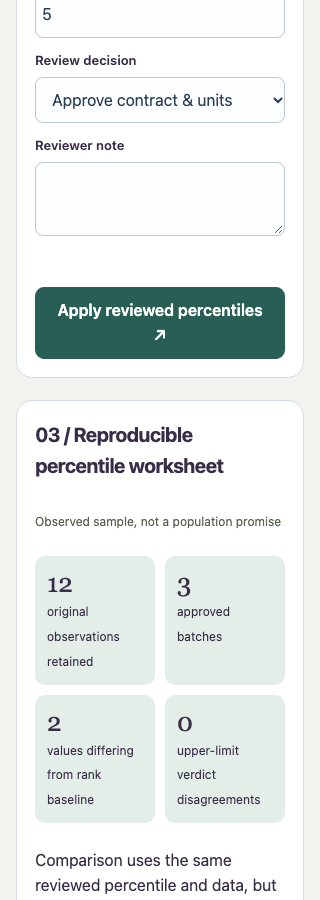 5
Review decision
Approve contract & units
Reviewer note
Apply reviewed percentiles
↗
03 / Reproducible
percentile worksheet
Observed sample, not a population promise
12
original
observations
retained
3
approved
batches
2
values differing
from rank
baseline
0
upper-limit
verdict
disagreements
Comparison uses the same
reviewed percentile and data, but